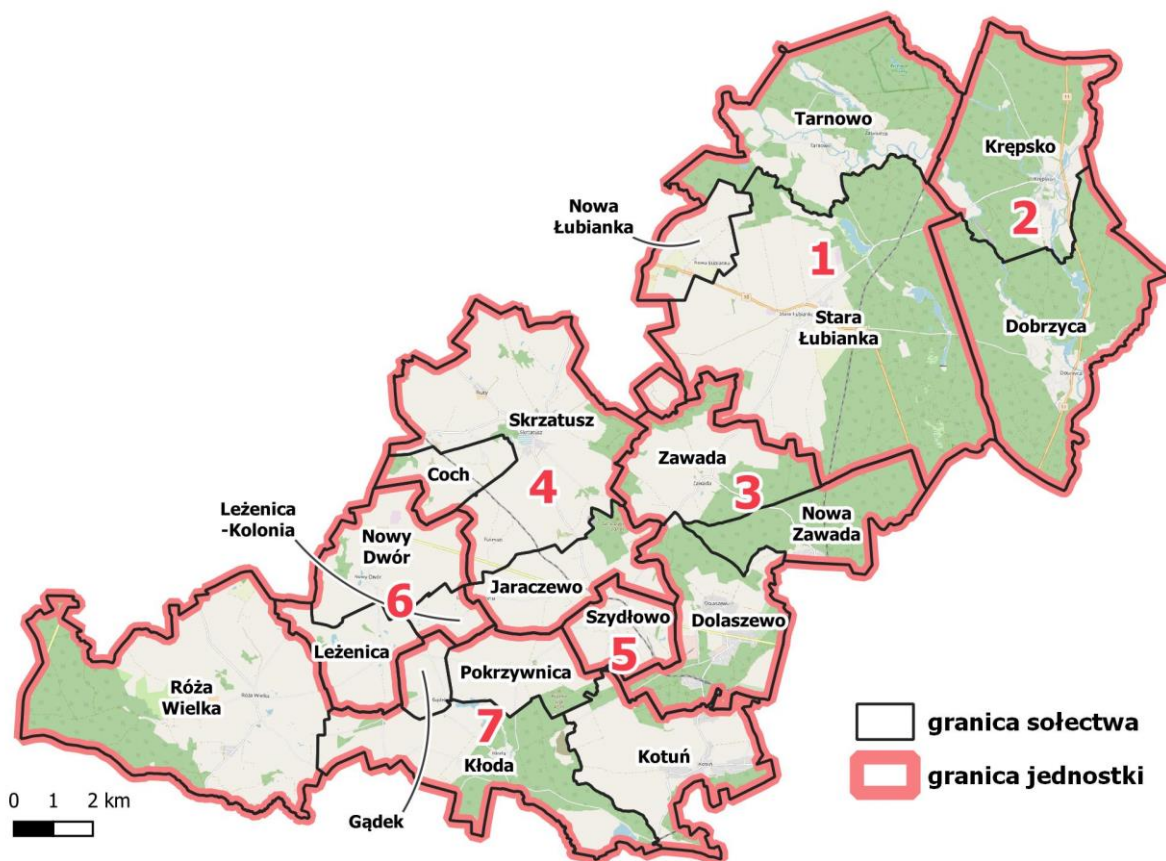 Tarnowo
Krępsko
2
Nowa
Łubianka
1
Stara
Łubianka
Dobrzyca
Skrzatusz
Zawada
Coch
4
3
Leżenica
-Kolonia
Nowy
Dwór
Nowa
Zawada
Jaraczewo
6
Szydłowo
Dolaszewo
5
Leżenica
Pokrzywnica
Róża
Wielka
7
Kłoda
Kotuń
Gądek
0 1 2 km
granica sołectwa
granica jednostki